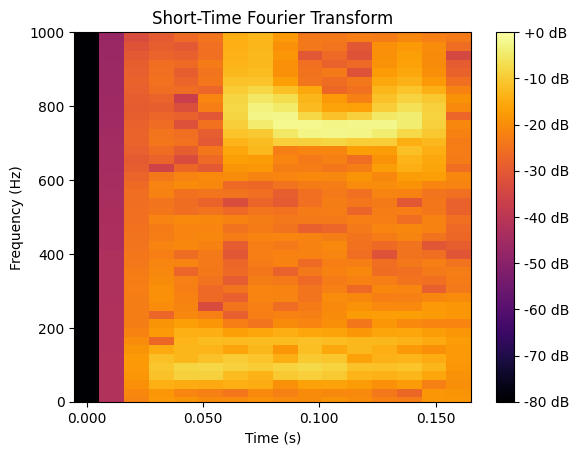 Short-Time Fourier Transform
1000
800
600
400
200
0
Frequency (Hz)
0.000
0.050
0.100
0.150
Time (s)
+0 dB
-10 dB
-20 dB
-30 dB
-40 dB
-50 dB
-60 dB
-70 dB
-80 dB